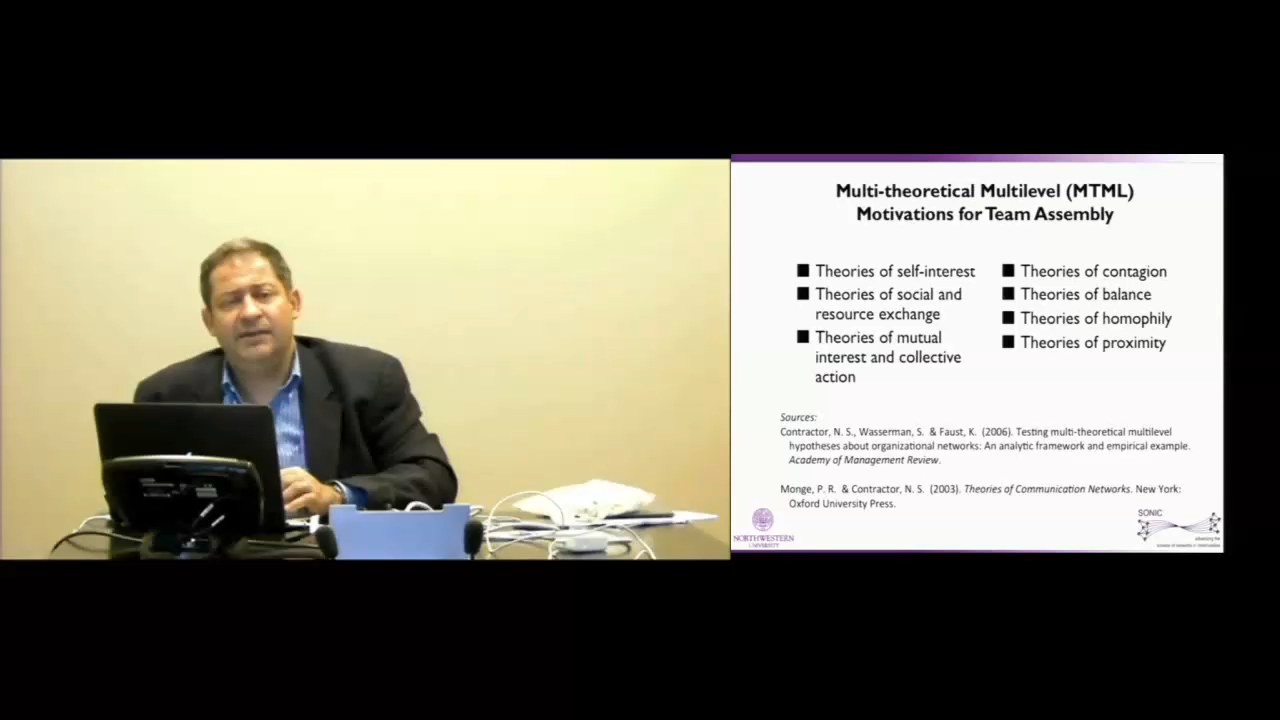 Multi-theoretical Multilevel (MTML)
Motivations for Team Assembly
Theories of self-interest
Theories of social and
resource exchange
Theories of mutual
interest and collective
action
Theories of contagion
Theories of balance
Theories of homophily
Theories of proximity
Sources:
Contractor, N. S., Wasserman, S. & Faust, K. (2006). Testing multi-theoretical multilevel
hypotheses about organizational networks: An analytic framework and empirical example.
Academy of Management Review.
Monge, P. R. & Contractor, N. S. (2003). Theories of Communication Networks. New York:
Oxford University Press.
NORTHWESTERN
UNIVERSITY
SONIC
advancing the